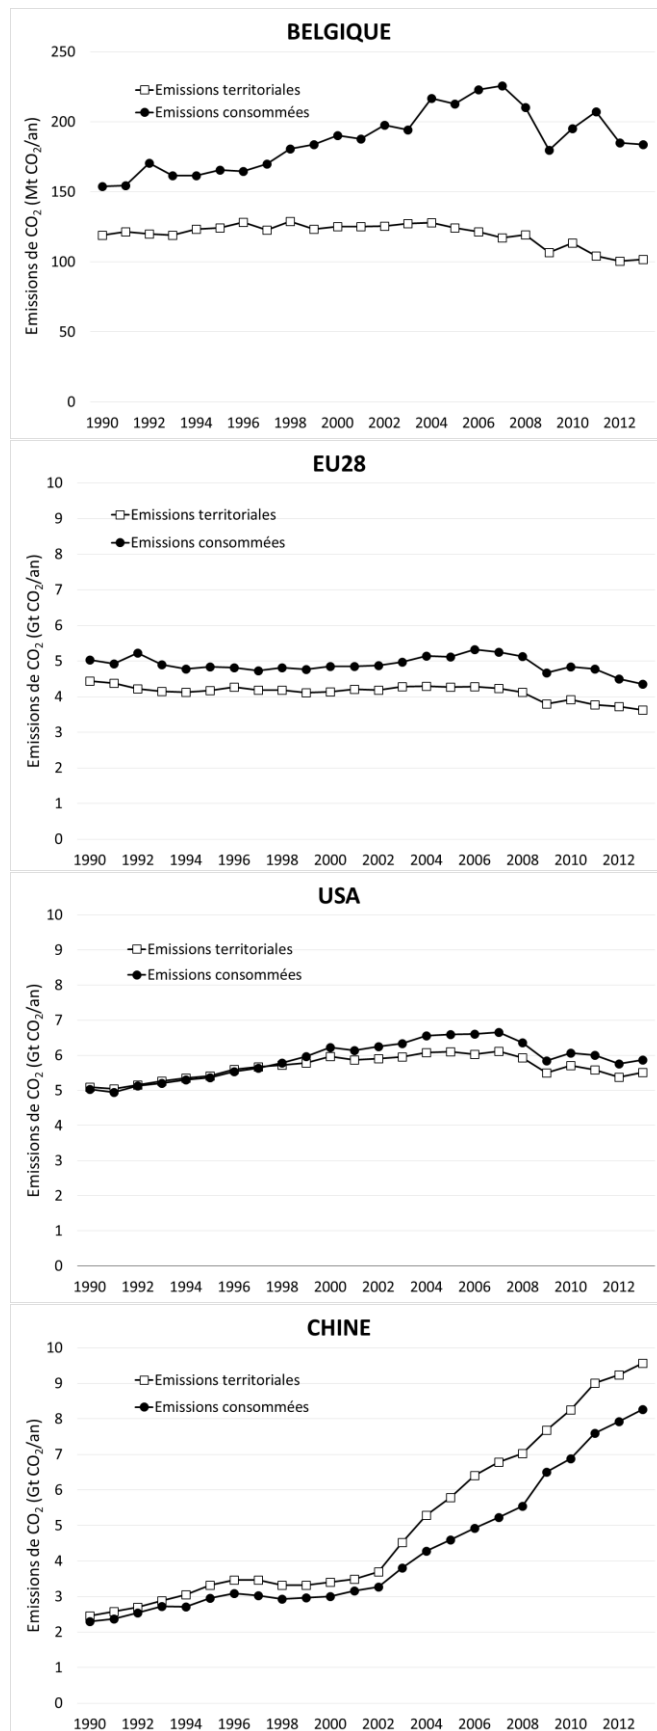 BELGIQUE
Emissions de CO₂ (Mt CO₂/an)
250
200
150
100
50
0
Emissions territoriales
Emissions consommées
1990 1992 1994 1996 1998 2000 2002 2004 2006 2008 2010 2012
EU28
Emissions de CO₂ (Gt CO₂/an)
10
9
8
7
6
5
4
3
2
1
0
Emissions territoriales
Emissions consommées
1990 1992 1994 1996 1998 2000 2002 2004 2006 2008 2010 2012
USA
Emissions de CO₂ (Gt CO₂/an)
10
9
8
7
6
5
4
3
2
1
0
Emissions territoriales
Emissions consommées
1990 1992 1994 1996 1998 2000 2002 2004 2006 2008 2010 2012
CHINE
Emissions de CO₂ (Gt CO₂/an)
10
9
8
7
6
5
4
3
2
1
0
Emissions territoriales
Emissions consommées
1990 1992 1994 1996 1998 2000 2002 2004 2006 2008 2010 2012